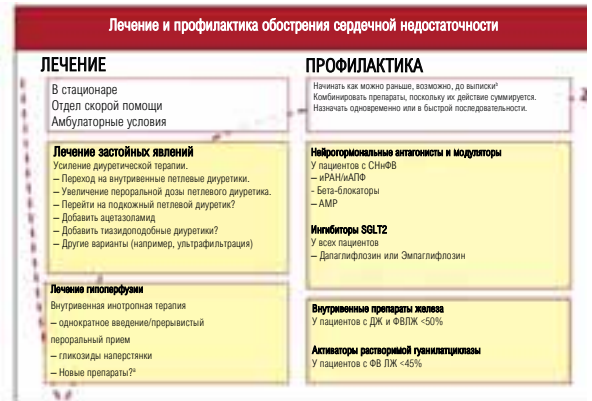 Лечение и профилактика обострения сердечной недостаточности
ЛЕЧЕНИЕ
В стационаре
Отдел скорой помощи
Амбулаторные условия
Лечение застойных явлений
Усиление диуретической терапии.
– Переход на внутривенные петлевые диуретики.
– Увеличение пероральной дозы петлевого диуретика.
– Перейти на подкожный петлевой диуретик?
– Добавить ацетазоламид
– Добавить тиазидоподобные диуретики?
– Другие варианты (например, ультрафильтрация)
Лечение гипоперфузии
Внутривенная инотропная терапия
– однократное введение/прерывистый
пероральный прием
– гликозиды наперстянки
– Новые препараты?ª
ПРОФИЛАКТИКА
Начинать как можно раньше, возможно, до выпискиª
Комбинировать препараты, поскольку их действие суммируется.
Назначать одновременно или в быстрой последовательности.
Нейрогормональные антагонисты и модуляторы
У пациентов с СНнФВ
– иРАН/иАПФ
- Бета-блокаторы
– АМР
Ингибиторы SGLT2
У всех пациентов
– Дапаглифлозин или Эмпаглифлозин
Внутривенные препараты железа
У пациентов с ДЖ и ФВЛЖ <50%
Активаторы растворимой гуанилатциклазы
У пациентов с ФВ ЛЖ <45%